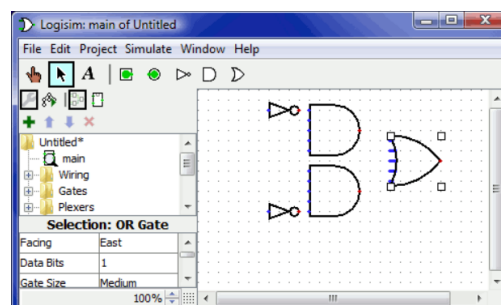 Logisim: main of Untitled
File Edit Project Simulate Window Help
A
Untitled*
main
Wiring
Gates
Plexers
Selection: OR Gate
Facing East
Data Bits 1
Gate Size Medium
100%